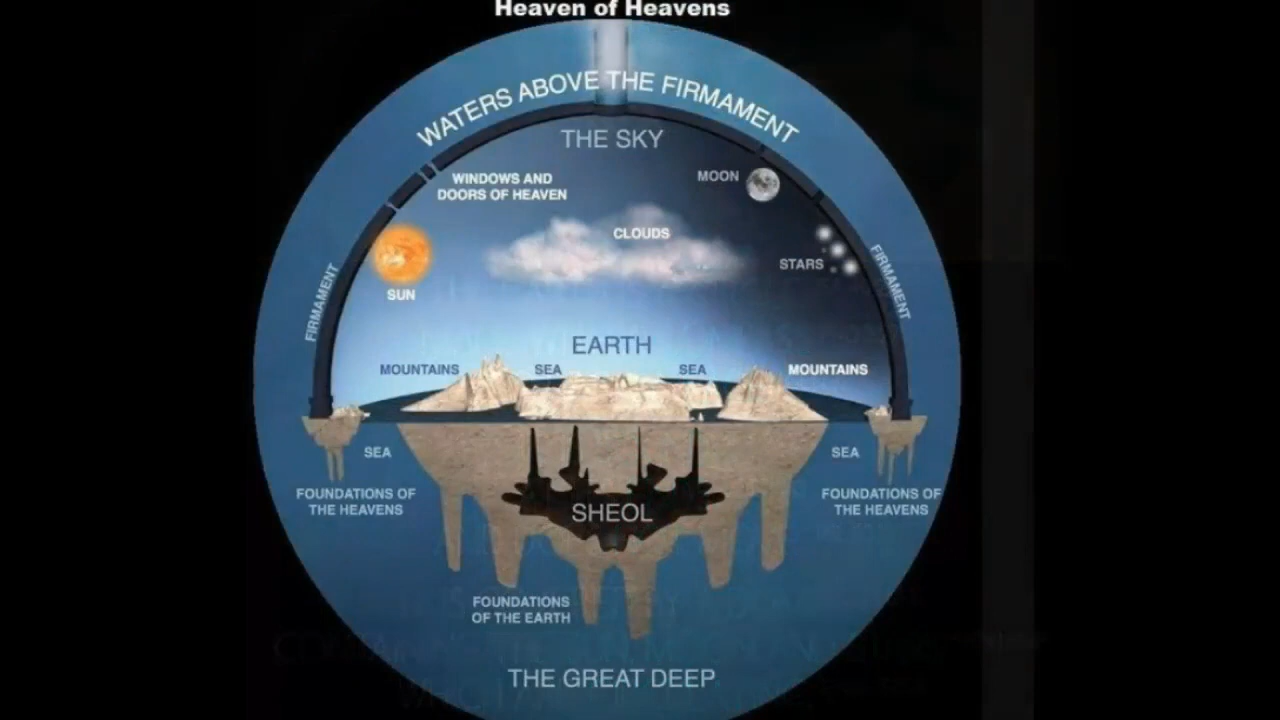 Heaven of Heavens
WATERS ABOVE THE FIRMAMENT
THE SKY
WINDOWS AND
DOORS OF HEAVEN
MOON
CLOUDS
STARS
SUN
FIRMAMENT
FIRMAMENT
EARTH
MOUNTAINS
SEA
SEA
MOUNTAINS
SEA
SEA
FOUNDATIONS OF
THE HEAVENS
FOUNDATIONS OF
THE HEAVENS
SHEOL
FOUNDATIONS
OF THE EARTH
THE GREAT DEEP